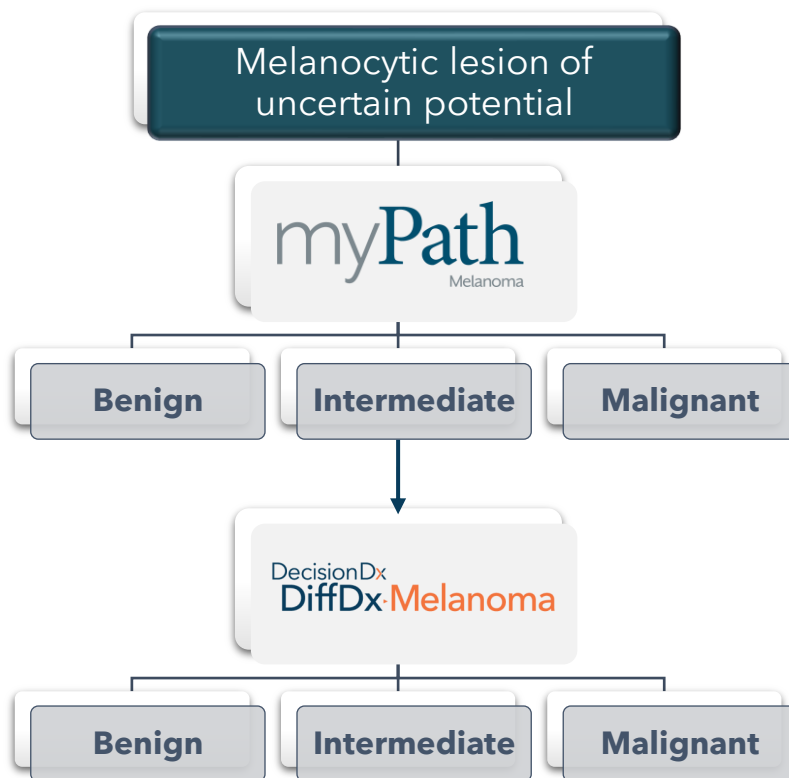 Melanocytic lesion of
uncertain potential
myPath
Melanoma
Benign
Intermediate
Malignant
DecisionDx
DiffDx·Melanoma
Benign
Intermediate
Malignant